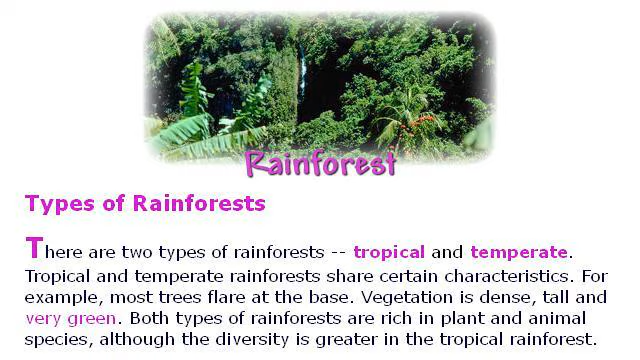 Rainforest
Types of Rainforests
There are two types of rainforests -- tropical and temperate.
Tropical and temperate rainforests share certain characteristics. For
example, most trees flare at the base. Vegetation is dense, tall and
very green. Both types of rainforests are rich in plant and animal
species, although the diversity is greater in the tropical rainforest.